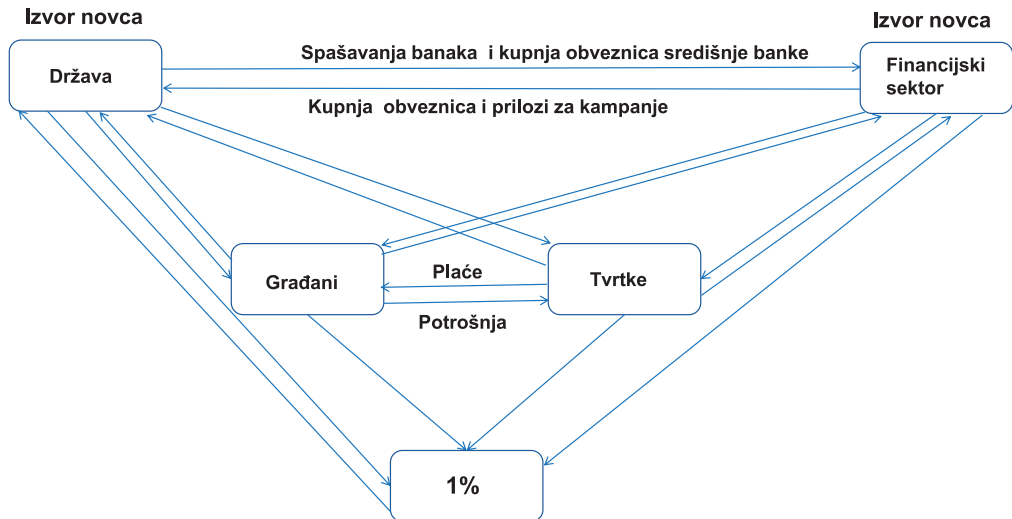 Izvor novca
Izvor novca
Država
Spašavanja banaka i kupnja obveznica središnje banke
Financijski
sektor
Kupnja obveznica i prilozi za kampanje
Građani
Plaće
Tvrtke
Potrošnja
1%